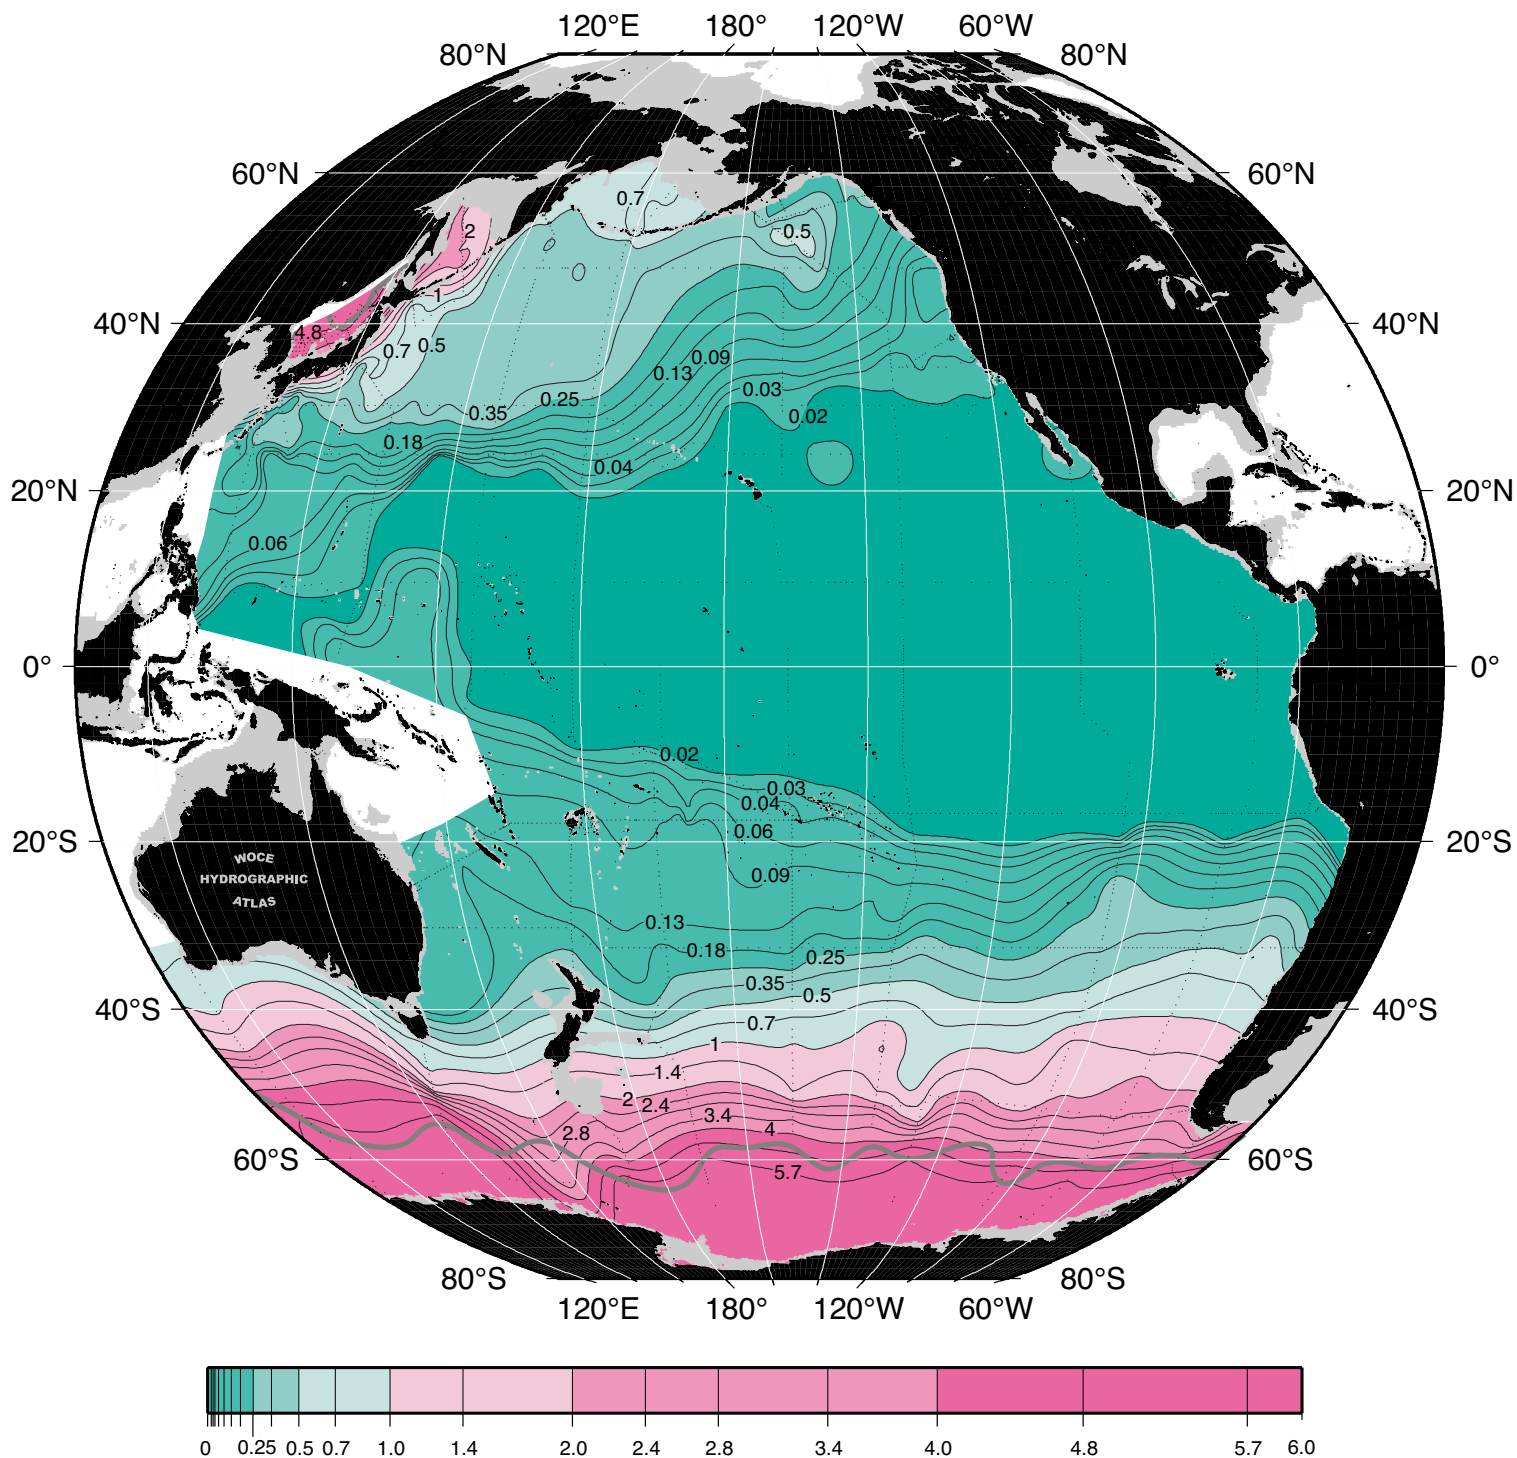 120°E 180° 120°W 60°W
80°N 80°N
60°N 60°N
0.7
2
0.5
1
40°N 40°N
4.8
0.7 0.5
0.09
0.13
0.03
0.25
0.35
0.02
0.18
0.04
20°N 20°N
0.06
0° 0°
0.02
0.03
0.04
0.06
20°S 20°S
WOCE
HYDROGRAPHIC
ATLAS
0.09
0.13
0.18
0.25
0.35
0.5
40°S 40°S
0.7
1
1.4
2 2.4
3.4
4
2.8
60°S 60°S
5.7
80°S 80°S
120°E 180° 120°W 60°W
0 0.25 0.5 0.7 1.0 1.4 2.0 2.4 2.8 3.4 4.0 4.8 5.7 6.0